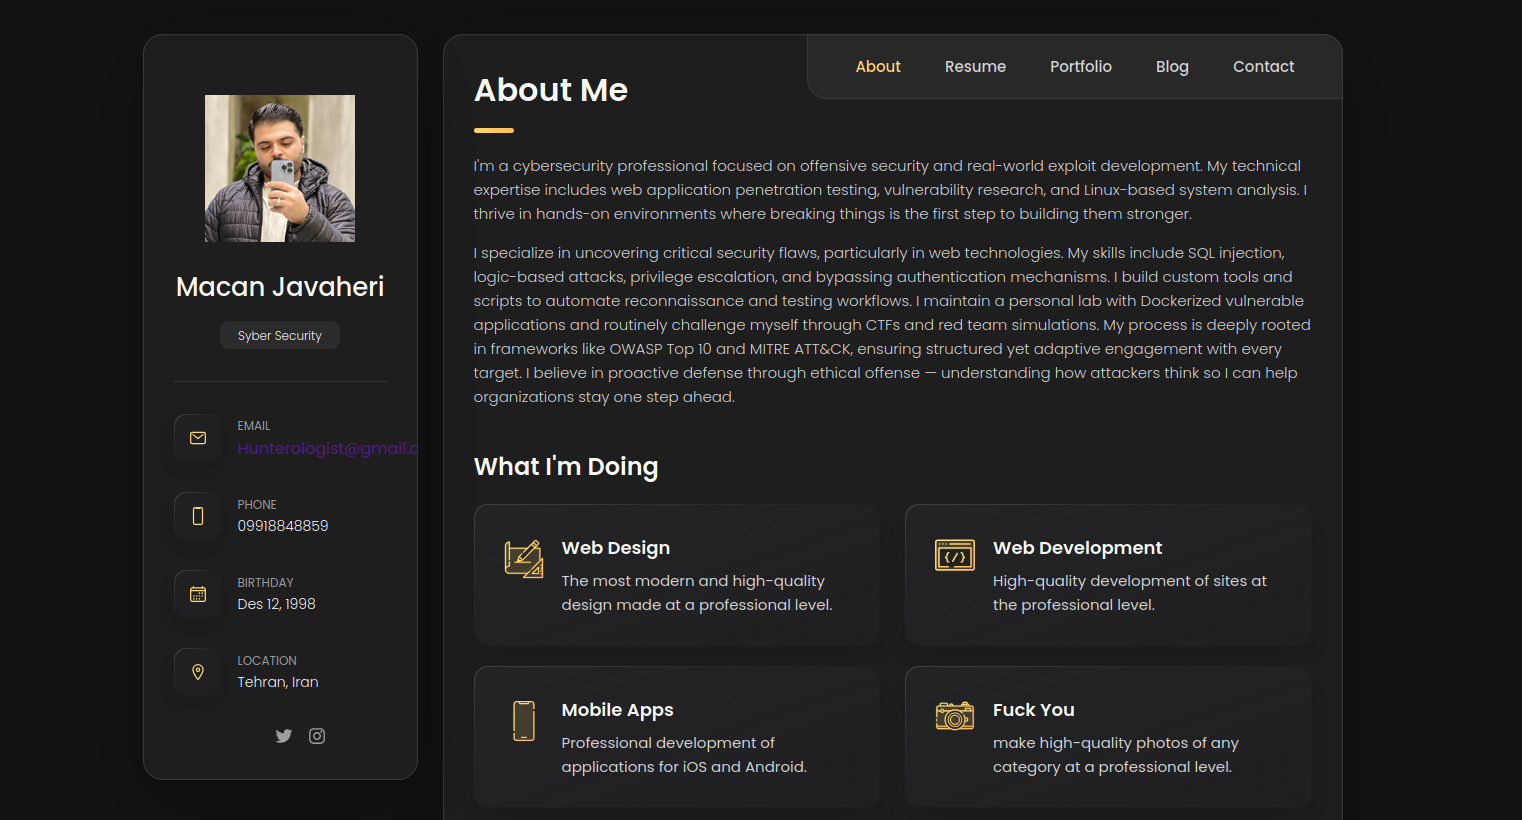 Macan Javaheri
Syber Security
EMAIL
Hunterologist@gmail.c
PHONE
09918848859
BIRTHDAY
Des 12, 1998
LOCATION
Tehran, Iran
About
Resume
Portfolio
Blog
Contact
About Me
I'm a cybersecurity professional focused on offensive security and real-world exploit development. My technical
expertise includes web application penetration testing, vulnerability research, and Linux-based system analysis. I
thrive in hands-on environments where breaking things is the first step to building them stronger.
I specialize in uncovering critical security flaws, particularly in web technologies. My skills include SQL injection,
logic-based attacks, privilege escalation, and bypassing authentication mechanisms. I build custom tools and
scripts to automate reconnaissance and testing workflows. I maintain a personal lab with Dockerized vulnerable
applications and routinely challenge myself through CTFs and red team simulations. My process is deeply rooted
in frameworks like OWASP Top 10 and MITRE ATT&CK, ensuring structured yet adaptive engagement with every
target. I believe in proactive defense through ethical offense — understanding how attackers think so I can help
organizations stay one step ahead.
What I'm Doing
Web Design
The most modern and high-quality
design made at a professional level.
Web Development
High-quality development of sites at
the professional level.
Mobile Apps
Professional development of
applications for iOS and Android.
Fuck You
make high-quality photos of any
category at a professional level.